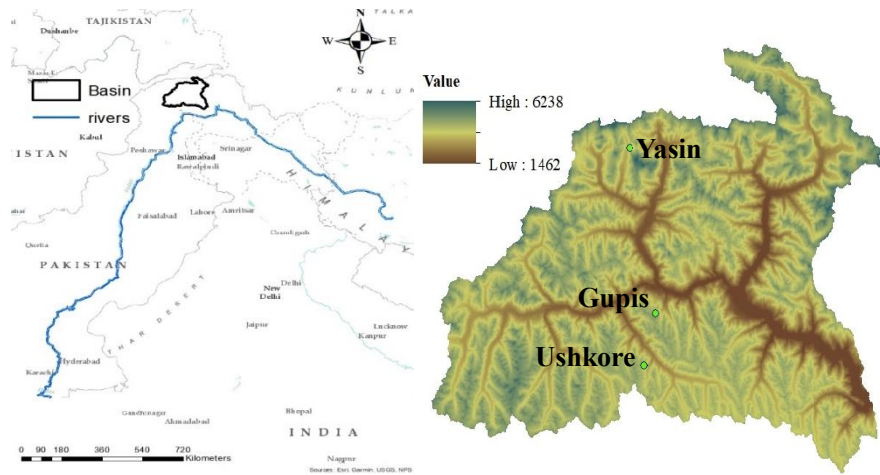 TALKA
TAJIKISTAN
Dushanbe
N
W
E
S
Basin
rivers
KUNLUN
Kabul
ISTAN
Peshawar
Srinagar
Islamabad
Rawalpindi
HIMALAY
Faisalabad
Lahore
Amritsar
Chandigarh
Quetta
PAKISTAN
Delhi
New
Delhi
THAR DESERT
Jaipur
Lucknow
Kanpur
Hyderabad
Karachi
Gandhinagar
Ahmadabad
Bhopal
INDIA
0 90 180 360 540 720
Kilometers
Nagpur
Sources: Esri, Garmin, USGS, NPS
Value
High : 6238
Low : 1462
Yasin
Gupis
Ushkore